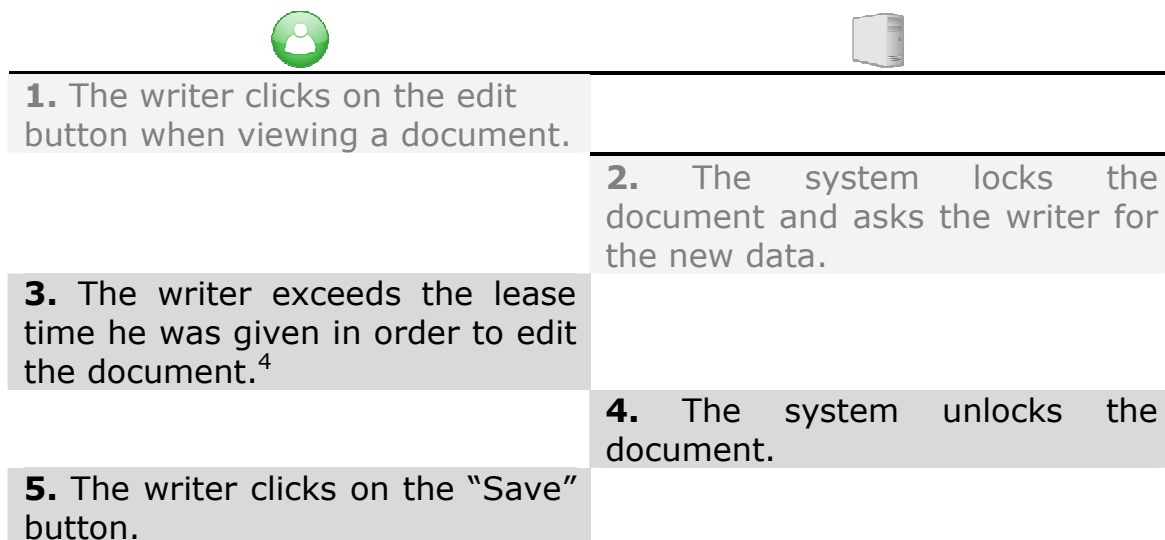 1. The writer clicks on the edit
button when viewing a document.
2. The system locks the
document and asks the writer for
the new data.
3. The writer exceeds the lease
time he was given in order to edit
the document.4
4. The system unlocks the
document.
5. The writer clicks on the “Save”
button.